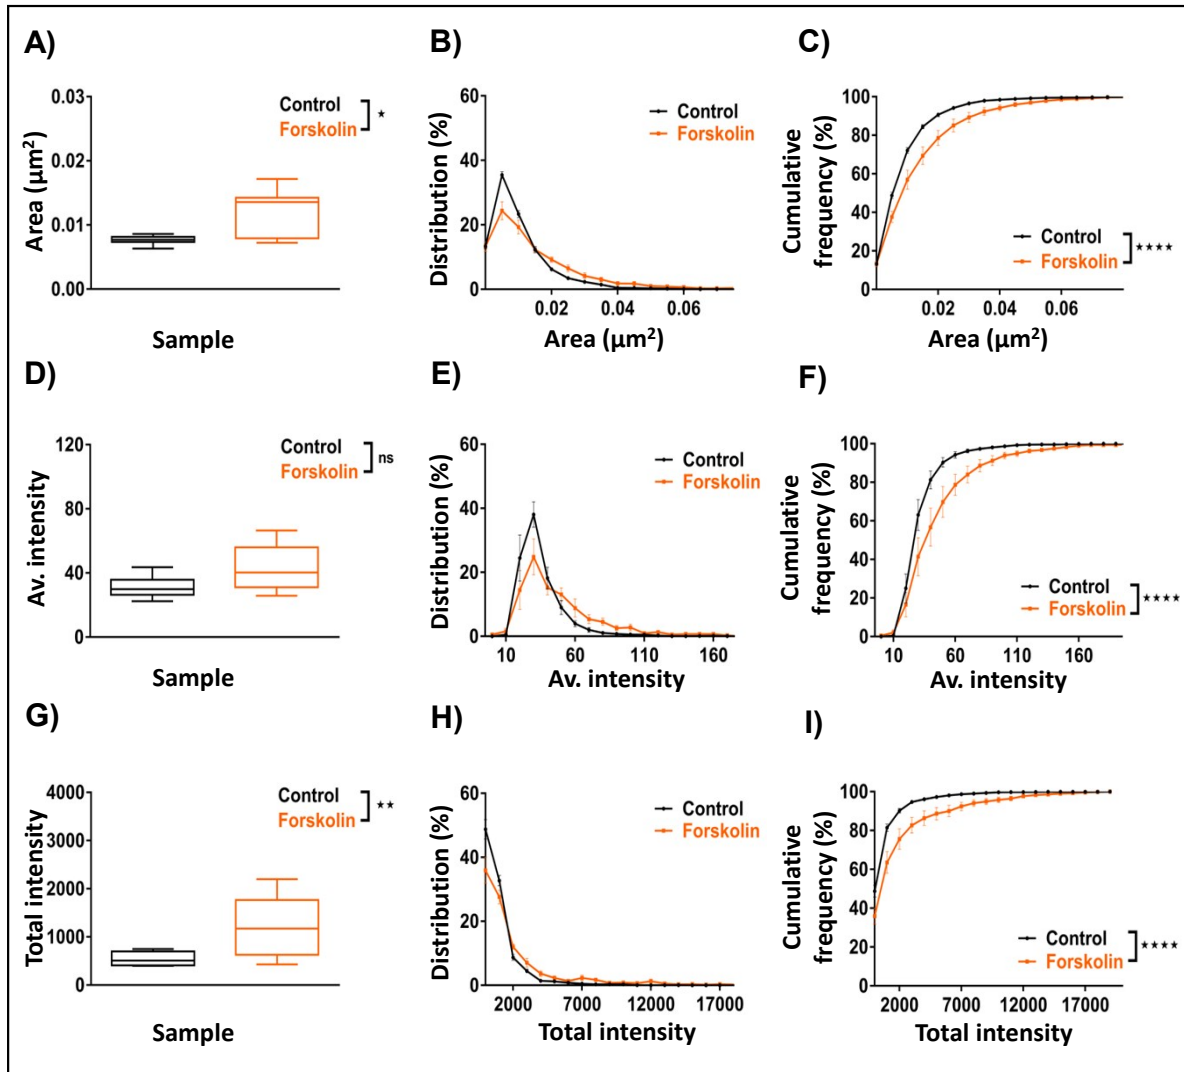 A)
Area (µm²)
0.03
0.02
0.01
0.00
Control
Forskolin
★
Sample
B)
Distribution (%)
60
40
20
0
Control
Forskolin
0.02
0.04
0.06
Area (µm²)
C)
Cumulative
frequency (%)
100
80
60
40
20
0
Control
Forskolin
★★★★
0.02
0.04
0.06
Area (µm²)
D)
Av. intensity
120
80
40
0
Control
Forskolin
ns
Sample
E)
Distribution (%)
60
40
20
0
Control
Forskolin
10
60
110
160
Av. intensity
F)
Cumulative
frequency (%)
100
80
60
40
20
0
Control
Forskolin
★★★★
10
60
110
160
Av. intensity
G)
Total intensity
4000
3000
2000
1000
0
Control
Forskolin
★★
Sample
H)
Distribution (%)
60
40
20
0
Control
Forskolin
2000
7000
12000
17000
Total intensity
I)
Cumulative
frequency (%)
100
80
60
40
20
0
Control
Forskolin
★★★★
2000
7000
12000
17000
Total intensity